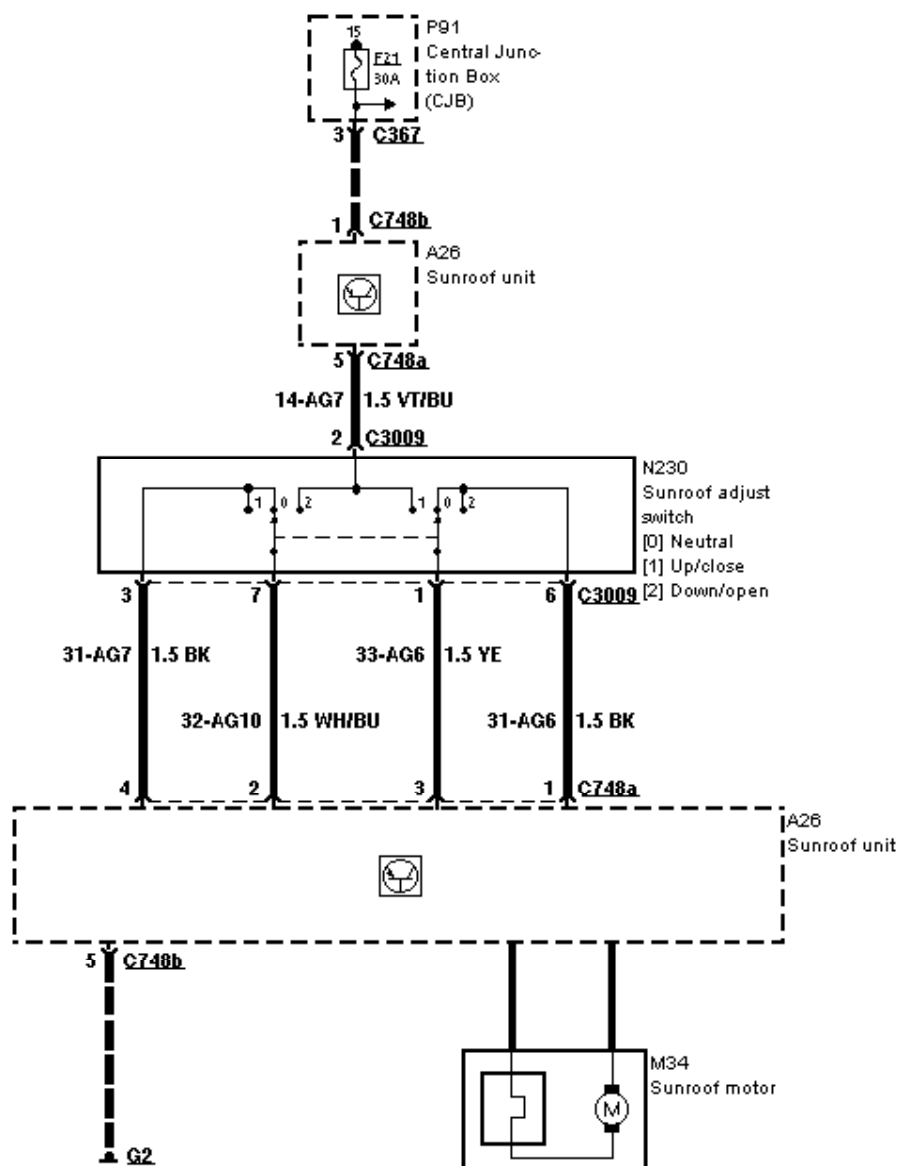 15
F21
30A
P91
Central Junc-
tion Box
(CJB)
3 C367
1 C748b
A26
Sunroof unit
5 C748a
14-AG7 1.5 VT/BU
2 C3009
N230
Sunroof adjust
switch
[0] Neutral
[1] Up/close
[2] Down/open
1 0 2 1 0 2
3 7 1 6 C3009
31-AG7 1.5 BK 33-AG6 1.5 YE
32-AG10 1.5 WH/BU 31-AG6 1.5 BK
4 2 3 1 C748a
A26
Sunroof unit
5 C748b
M34
Sunroof motor
M
G2